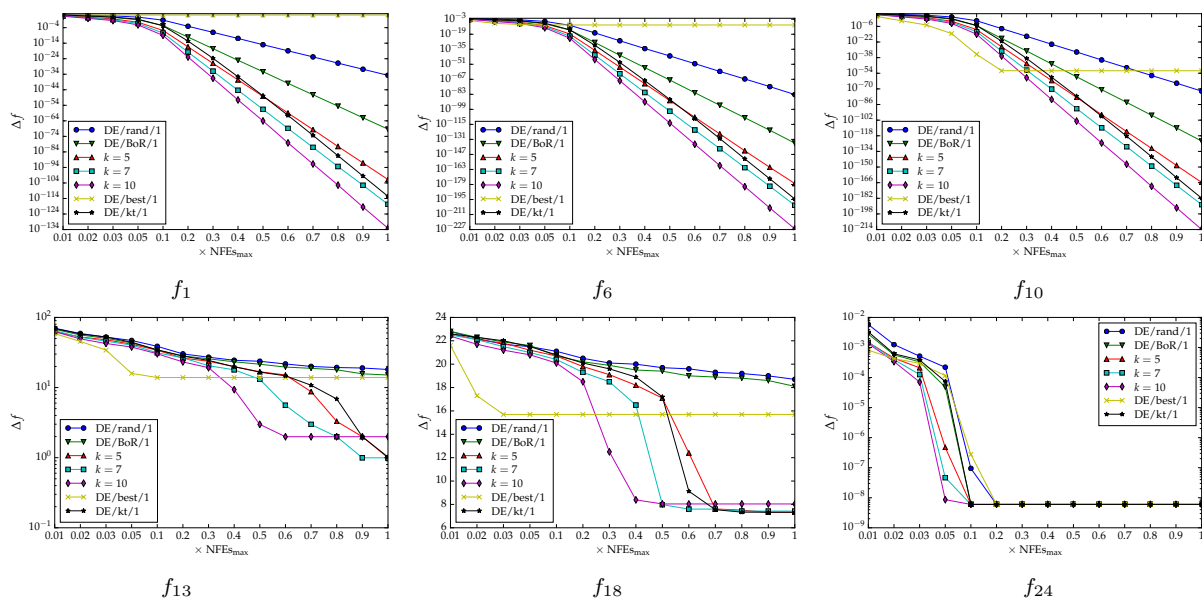 10⁻⁴
10⁻¹⁴
10⁻²⁴
10⁻³⁴
10⁻⁴⁴
10⁻⁵⁴
10⁻⁶⁴
10⁻⁷⁴
10⁻⁸⁴
10⁻⁹⁴
10⁻¹⁰⁴
10⁻¹¹⁴
10⁻¹²⁴
10⁻¹³⁴
Δf
DE/rand/1
DE/BoR/1
k = 5
k = 7
k = 10
DE/best/1
DE/kt/1
0.01 0.02 0.03 0.05 0.1 0.2 0.3 0.4 0.5 0.6 0.7 0.8 0.9 1
× NFEsmax
f1
10⁻³
10⁻¹⁹
10⁻³⁵
10⁻⁵¹
10⁻⁶⁷
10⁻⁸³
10⁻⁹⁹
10⁻¹¹⁵
10⁻¹³¹
10⁻¹⁴⁷
10⁻¹⁶³
10⁻¹⁷⁹
10⁻¹⁹⁵
10⁻²¹¹
10⁻²²⁷
Δf
DE/rand/1
DE/BoR/1
k = 5
k = 7
k = 10
DE/best/1
DE/kt/1
0.01 0.02 0.03 0.05 0.1 0.2 0.3 0.4 0.5 0.6 0.7 0.8 0.9 1
× NFEsmax
f6
10⁻⁶
10⁻²²
10⁻³⁸
10⁻⁵⁴
10⁻⁷⁰
10⁻⁸⁶
10⁻¹⁰²
10⁻¹¹⁸
10⁻¹³⁴
10⁻¹⁵⁰
10⁻¹⁶⁶
10⁻¹⁸²
10⁻¹⁹⁸
10⁻²¹⁴
Δf
DE/rand/1
DE/BoR/1
k = 5
k = 7
k = 10
DE/best/1
DE/kt/1
0.01 0.02 0.03 0.05 0.1 0.2 0.3 0.4 0.5 0.6 0.7 0.8 0.9 1
× NFEsmax
f10
10²
10¹
10⁰
10⁻¹
Δf
DE/rand/1
DE/BoR/1
k = 5
k = 7
k = 10
DE/best/1
DE/kt/1
0.01 0.02 0.03 0.05 0.1 0.2 0.3 0.4 0.5 0.6 0.7 0.8 0.9 1
× NFEsmax
f13
24
22
20
18
16
14
12
10
8
6
Δf
DE/rand/1
DE/BoR/1
k = 5
k = 7
k = 10
DE/best/1
DE/kt/1
0.01 0.02 0.03 0.05 0.1 0.2 0.3 0.4 0.5 0.6 0.7 0.8 0.9 1
× NFEsmax
f18
10⁻²
10⁻³
10⁻⁴
10⁻⁵
10⁻⁶
10⁻⁷
10⁻⁸
10⁻⁹
Δf
DE/rand/1
DE/BoR/1
k = 5
k = 7
k = 10
DE/best/1
DE/kt/1
0.01 0.02 0.03 0.05 0.1 0.2 0.3 0.4 0.5 0.6 0.7 0.8 0.9 1
× NFEsmax
f24